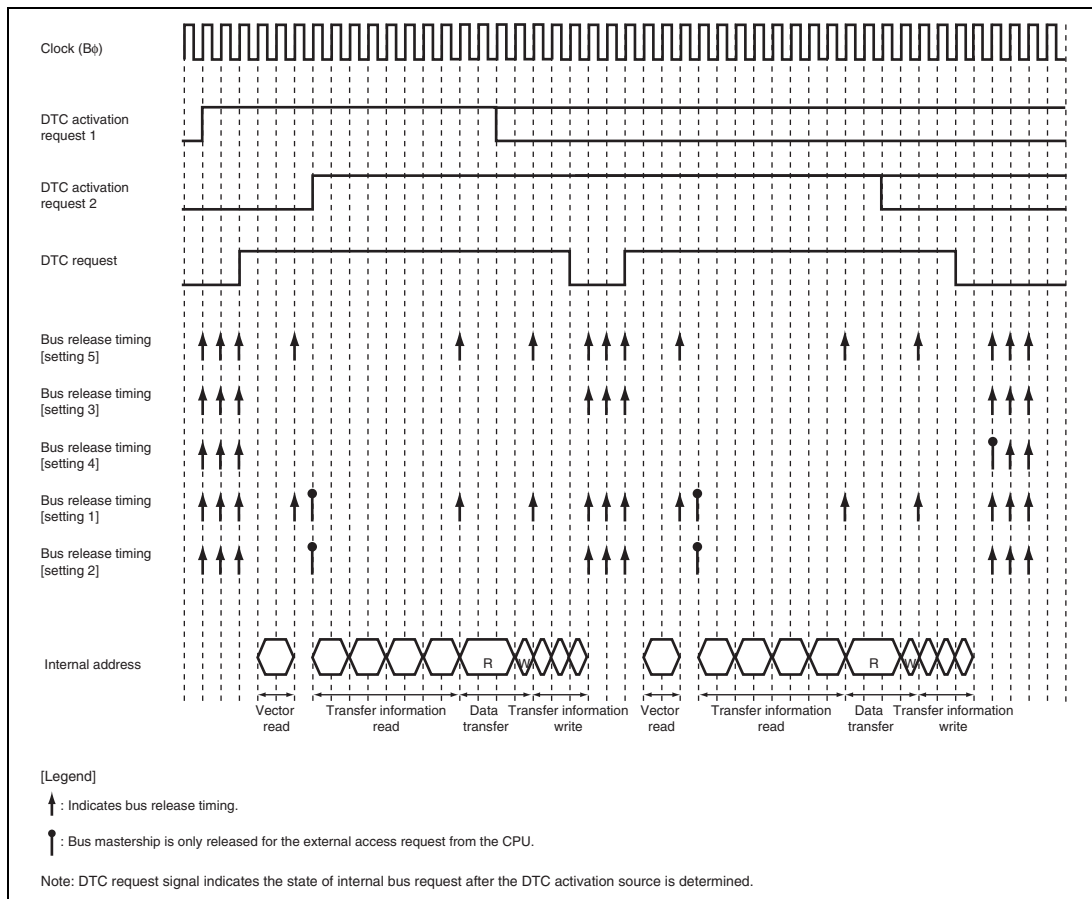 Clock (Bϕ)
DTC activation
request 1
DTC activation
request 2
DTC request
Bus release timing
[setting 5]
Bus release timing
[setting 3]
Bus release timing
[setting 4]
Bus release timing
[setting 1]
Bus release timing
[setting 2]
Internal address
R
W
R
W
Vector
read
Transfer information
read
Data
transfer
Transfer information
write
Vector
read
Transfer information
read
Data
transfer
Transfer information
write
[Legend]
: Indicates bus release timing.
: Bus mastership is only released for the external access request from the CPU.
Note: DTC request signal indicates the state of internal bus request after the DTC activation source is determined.